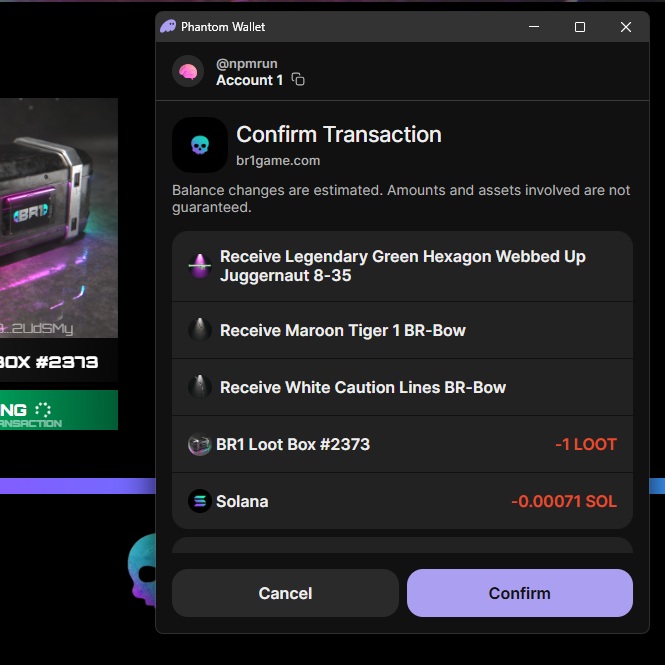 Phantom Wallet
@npmrun
Account 1
Confirm Transaction
br1game.com
Balance changes are estimated. Amounts and assets involved are not
guaranteed.
Receive Legendary Green Hexagon Webbed Up
Juggernaut 8-35
Receive Maroon Tiger 1 BR-Bow
Receive White Caution Lines BR-Bow
BR1 Loot Box #2373 -1 LOOT
Solana -0.00071 SOL
Cancel Confirm
BR1
2UdSMy
BOX #2373
NG
ANSACTION